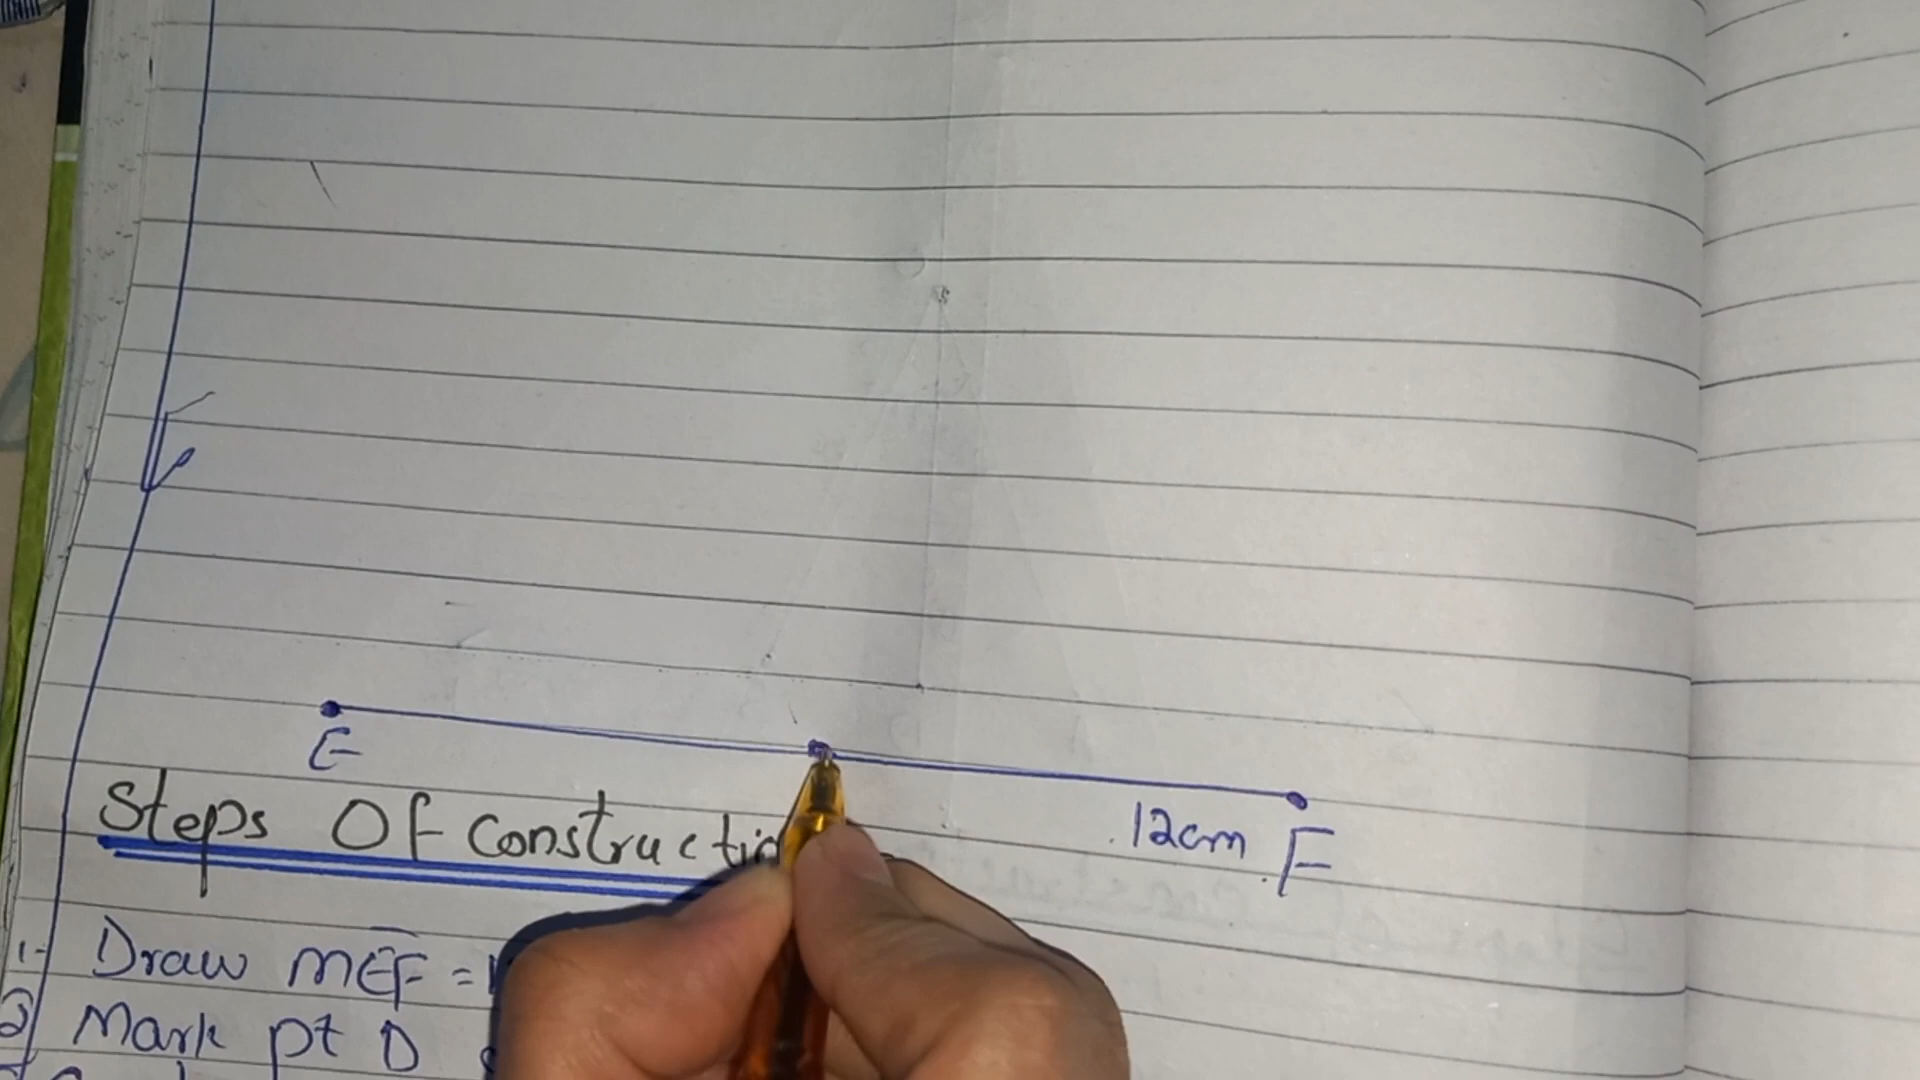 E
12cm F
Steps Of Constructi
1- Draw mEF =
2) Mark pt D